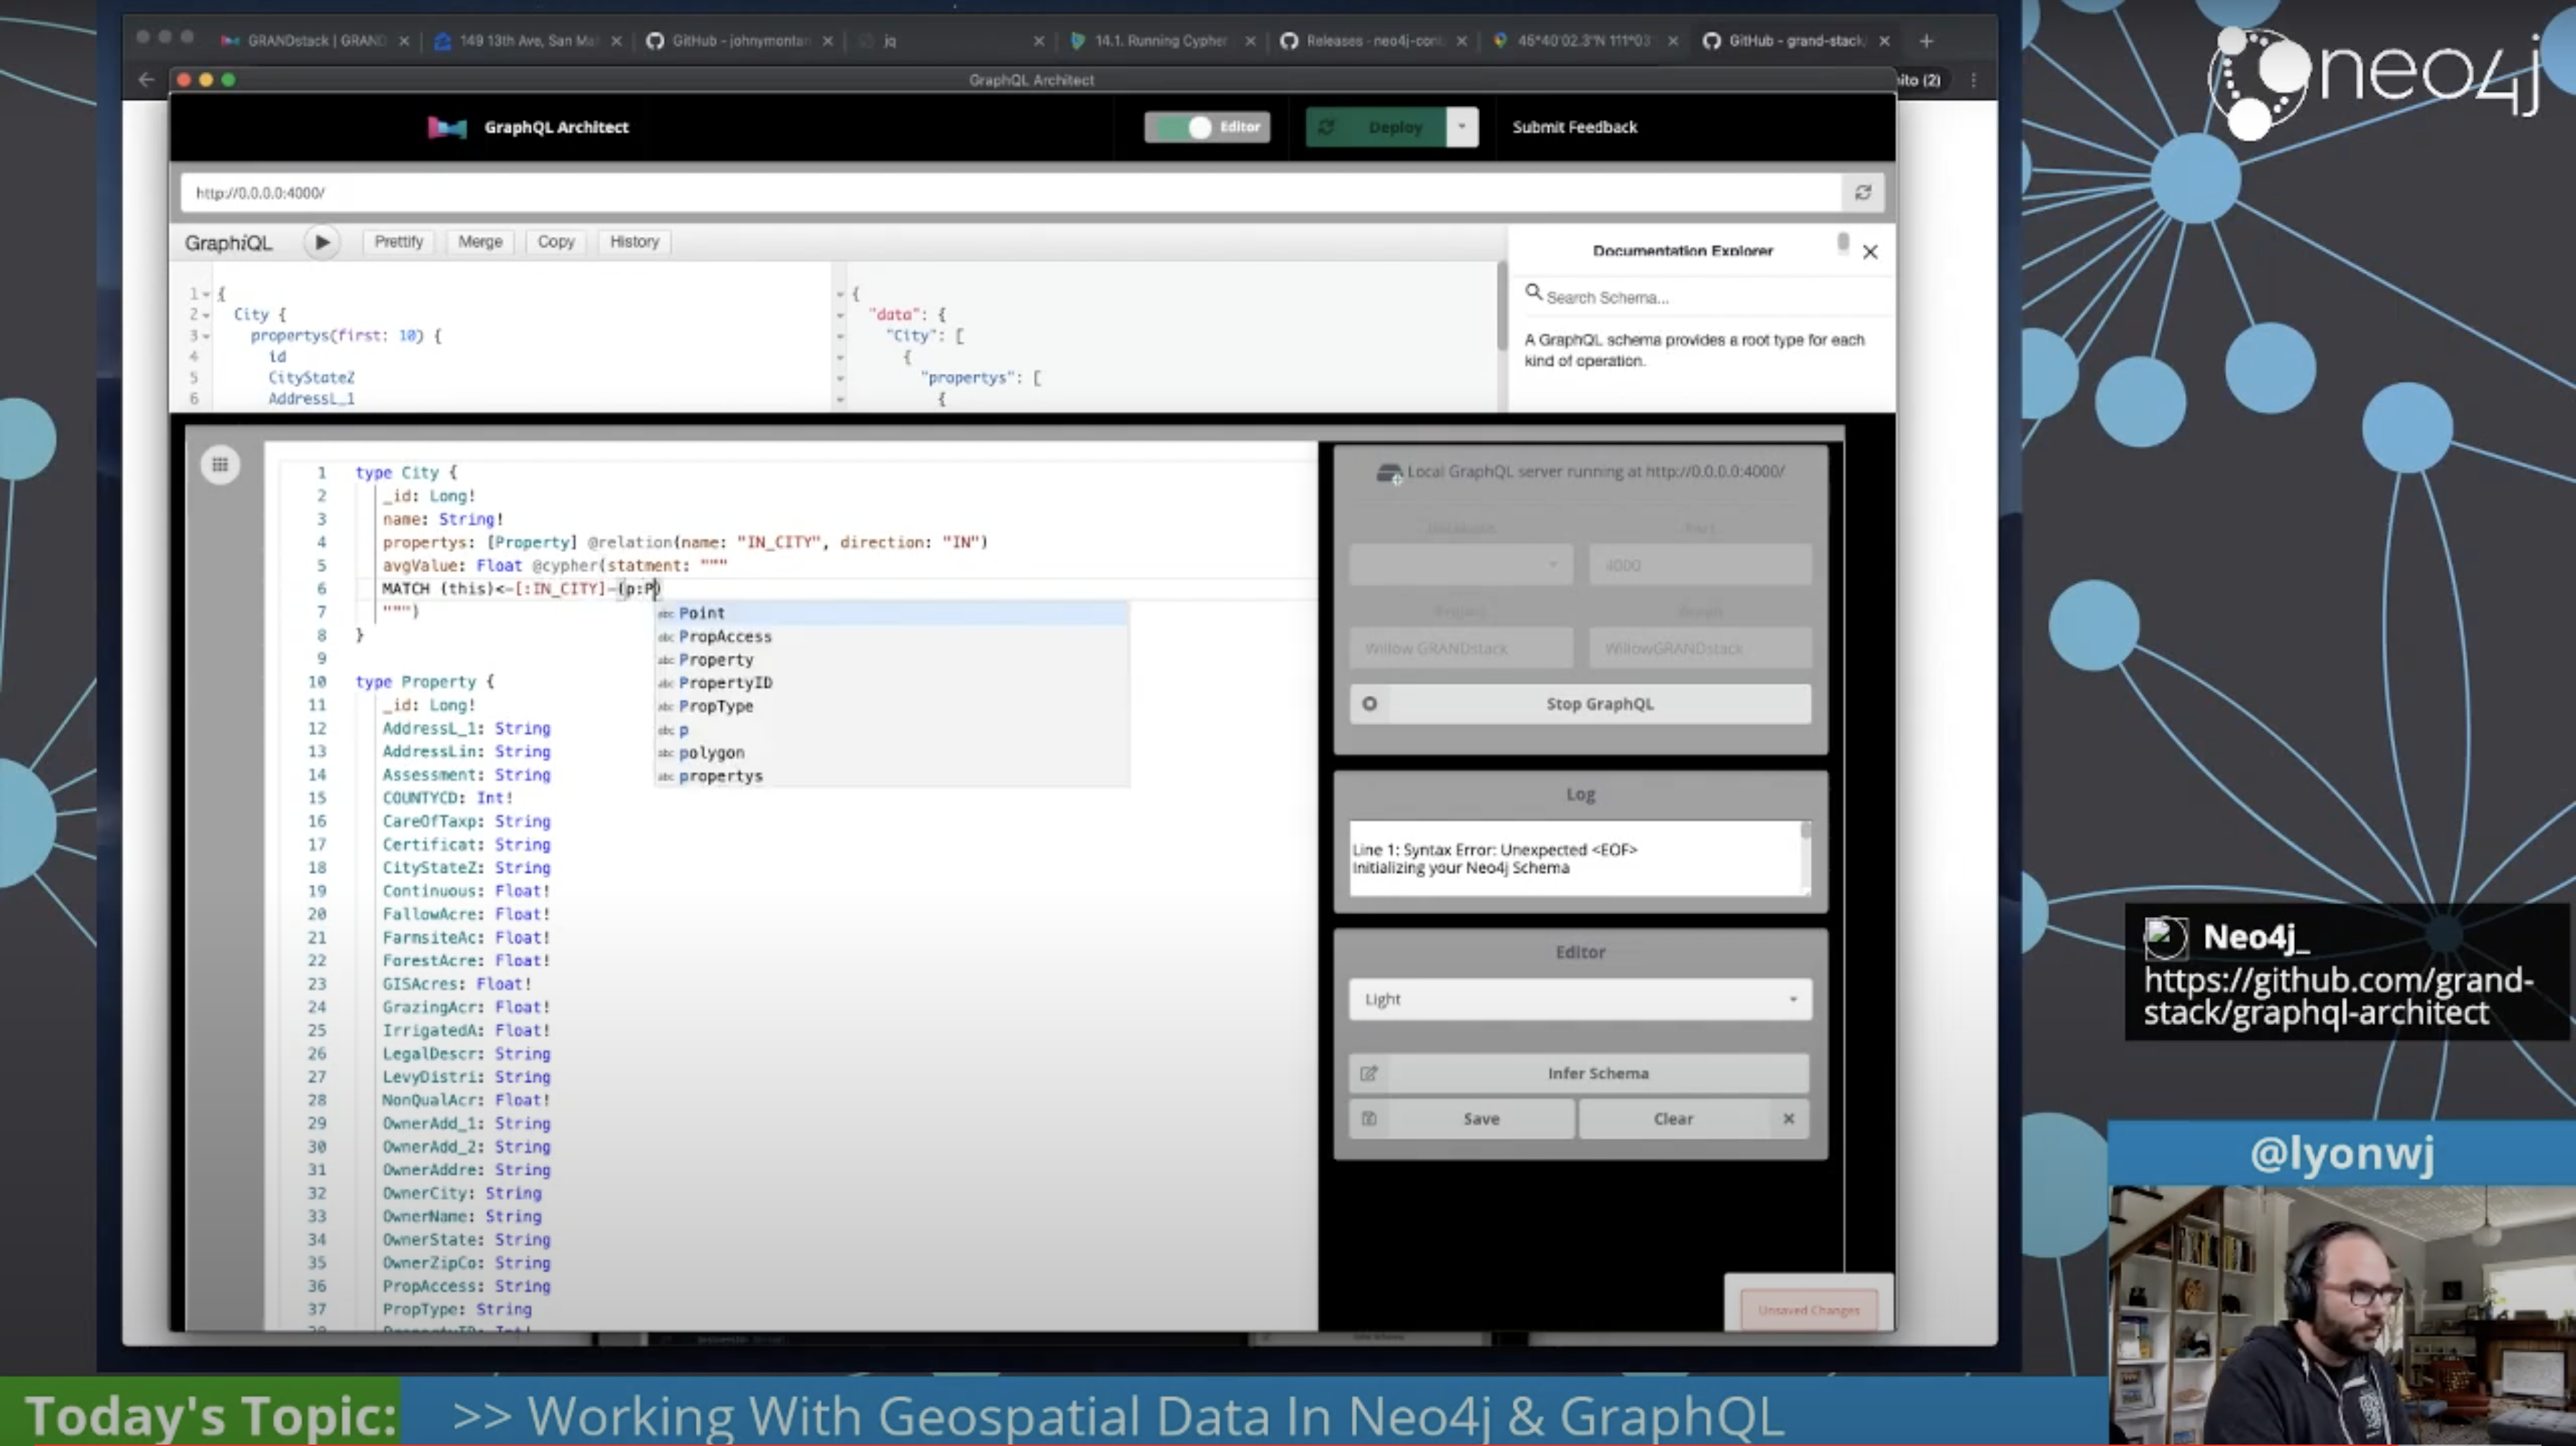 GRANDstack | GRAND
149 13th Ave, San Ma
GitHub - johnymontan
jq
14.1. Running Cypher
Releases · neo4j-cont
45°40'02.3"N 111°03'
GitHub - grand-stack/
neo4j
GraphQL Architect
ito (2)
GraphQL Architect
Editor
Deploy
Submit Feedback
http://0.0.0.0:4000/
GraphiQL
Prettify
Merge
Copy
History
Documentation Explorer
Search Schema...
A GraphQL schema provides a root type for each
kind of operation.
1 {
2 City {
3 propertys(first: 10) {
4 id
5 CityStateZ
6 AddressL_1
{
"data": {
"City": [
{
"propertys": [
{
1 type City {
2 _id: Long!
3 name: String!
4 propertys: [Property] @relation(name: "IN_CITY", direction: "IN")
5 avgValue: Float @cypher(statment: """
6 MATCH (this)<-[:IN_CITY]-(p:P)
7 """)
8 }
9
10 type Property {
11 _id: Long!
12 AddressL_1: String
13 AddressLin: String
14 Assessment: String
15 COUNTYCD: Int!
16 CareOfTaxp: String
17 Certificat: String
18 CityStateZ: String
19 Continuous: Float!
20 FallowAcre: Float!
21 FarmsiteAc: Float!
22 ForestAcre: Float!
23 GISAcres: Float!
24 GrazingAcr: Float!
25 IrrigatedA: Float!
26 LegalDescr: String
27 LevyDistri: String
28 NonQualAcr: Float!
29 OwnerAdd_1: String
30 OwnerAdd_2: String
31 OwnerAddre: String
32 OwnerCity: String
33 OwnerName: String
34 OwnerState: String
35 OwnerZipCo: String
36 PropAccess: String
37 PropType: String
abc Point
abc PropAccess
abc Property
abc PropertyID
abc PropType
abc p
abc polygon
abc propertys
Local GraphQL server running at http://0.0.0.0:4000/
Database
Port
4000
Project
Graph
Willow GRANDstack
WillowGRANDstack
Stop GraphQL
Log
Line 1: Syntax Error: Unexpected <EOF>
Initializing your Neo4j Schema
Editor
Light
Infer Schema
Save
Clear
Unsaved Changes
Neo4j_
https://github.com/grand-
stack/graphql-architect
@lyonwj
Today's Topic:
>> Working With Geospatial Data In Neo4j & GraphQL